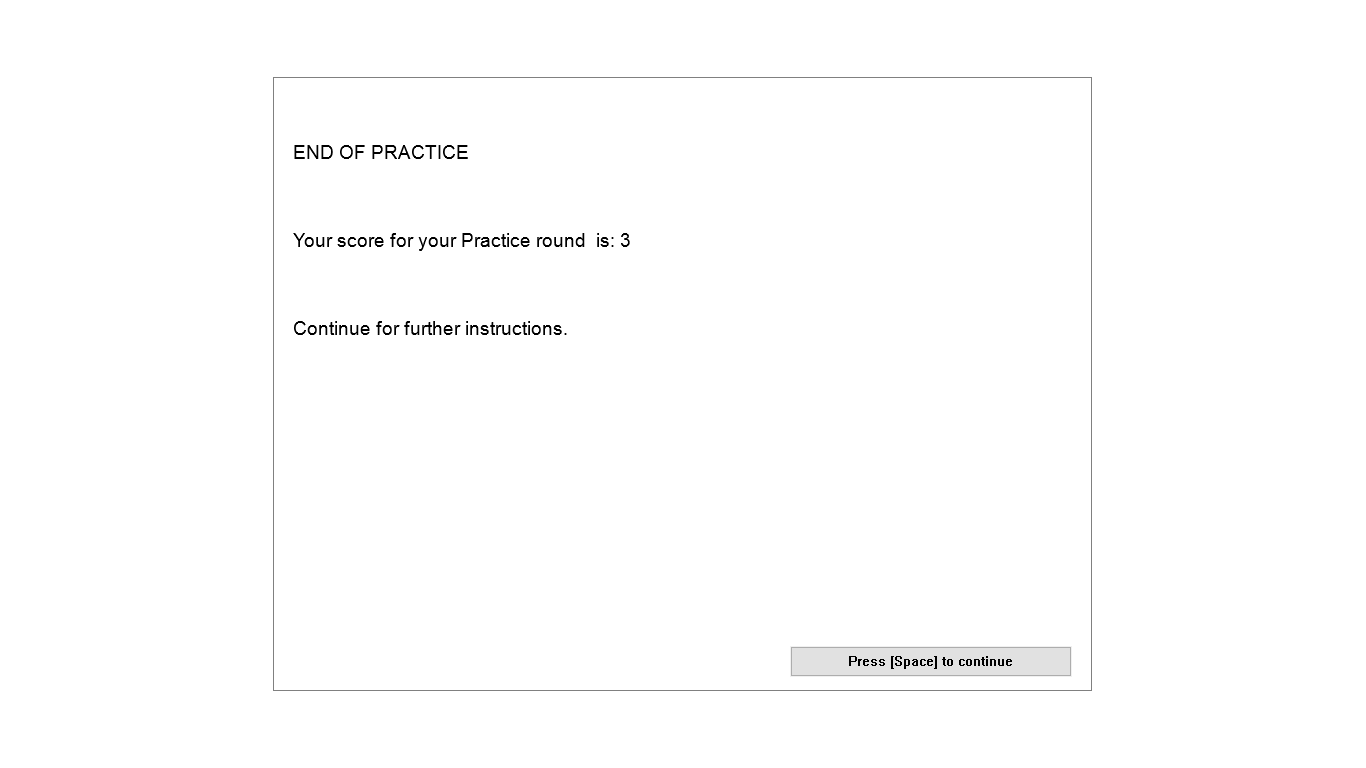 END OF PRACTICE
Your score for your Practice round  is: 3
Continue for further instructions.
Press [Space] to continue